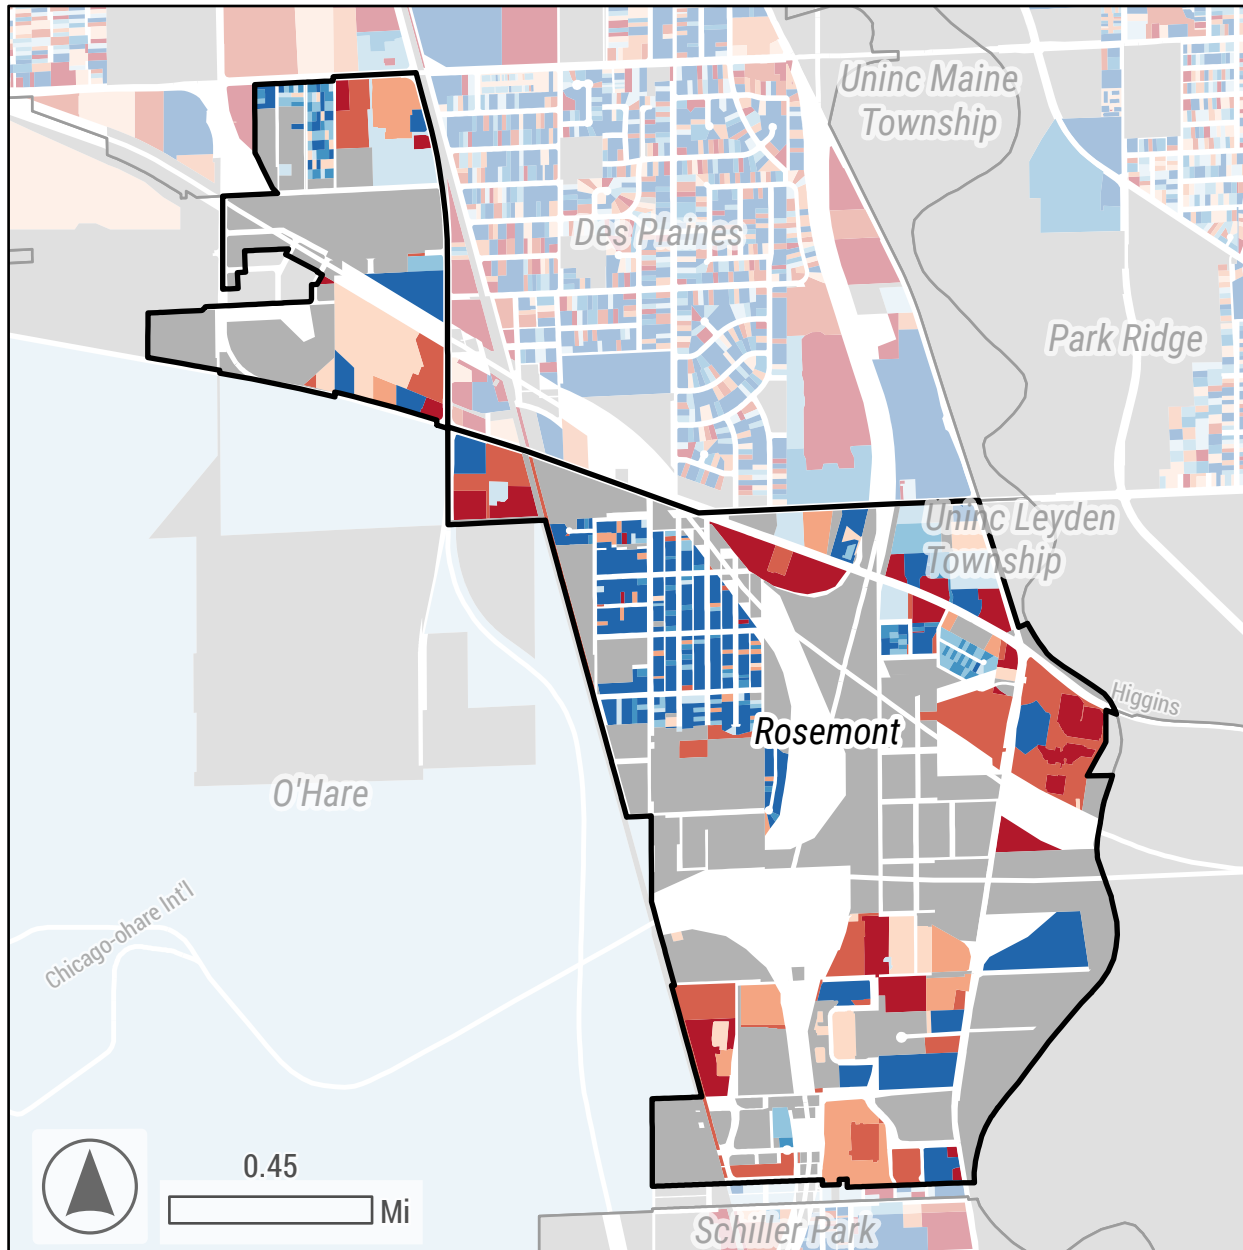 Uninc Maine
Township
Des Plaines
Park Ridge
Uninc Leyden
Township
Higgins
Rosemont
O'Hare
Chicago-ohare Int'l
0.45
Mi
Schiller Park